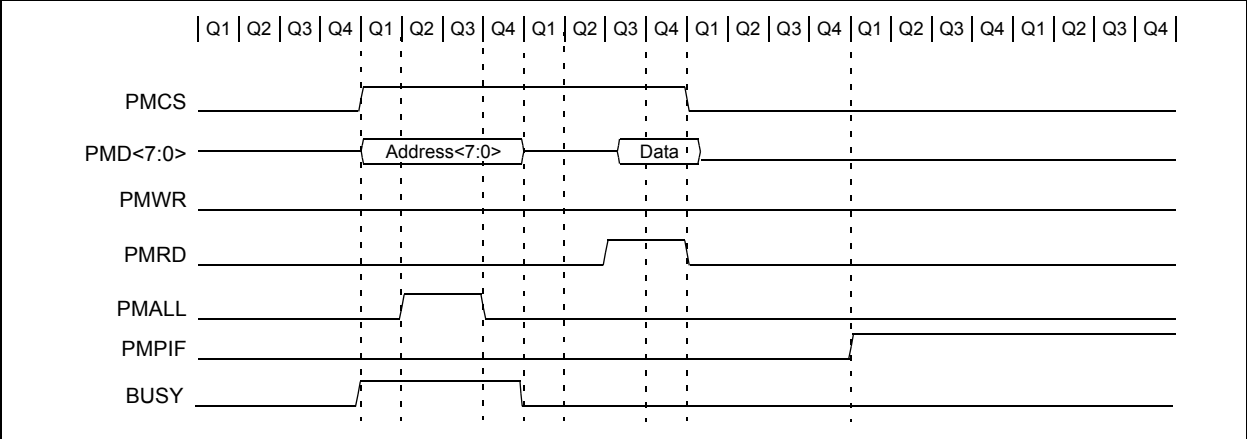 Q1 Q2 Q3 Q4 Q1 Q2 Q3 Q4 Q1 Q2 Q3 Q4 Q1 Q2 Q3 Q4 Q1 Q2 Q3 Q4 Q1 Q2 Q3 Q4
PMCS
PMD<7:0> Address<7:0> Data
PMWR
PMRD
PMALL
PMPIF
BUSY